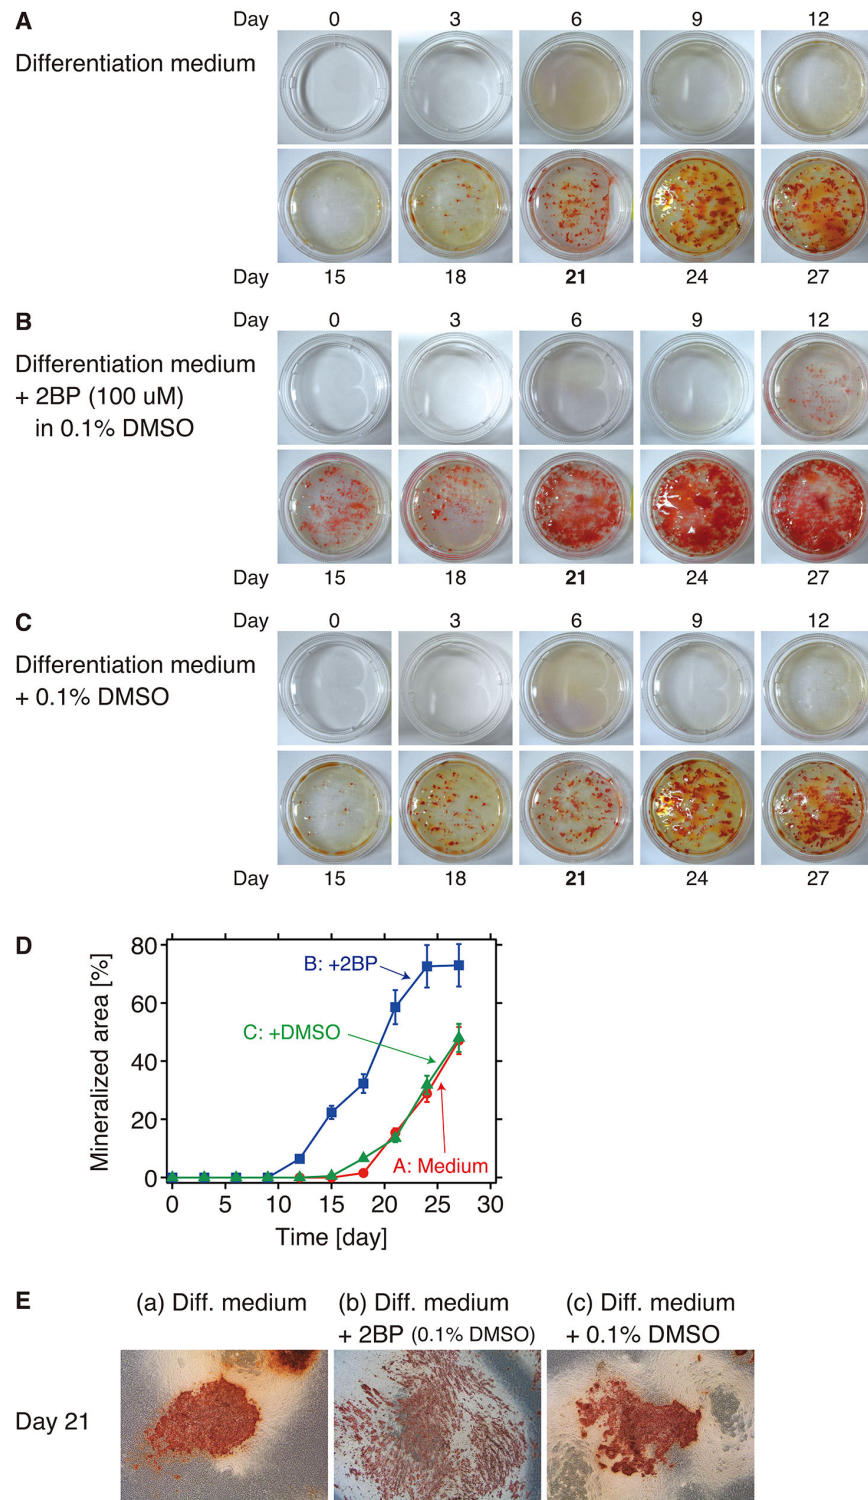 A
Day 0 3 6 9 12
Differentiation medium
Day 15 18 21 24 27
B
Day 0 3 6 9 12
Differentiation medium
+ 2BP (100 uM)
in 0.1% DMSO
Day 15 18 21 24 27
C
Day 0 3 6 9 12
Differentiation medium
+ 0.1% DMSO
Day 15 18 21 24 27
D
Mineralized area [%]
80
60
40
20
0
B: +2BP
C: +DMSO
A: Medium
0 5 10 15 20 25 30
Time [day]
E
(a) Diff. medium
(b) Diff. medium
+ 2BP (0.1% DMSO)
(c) Diff. medium
+ 0.1% DMSO
Day 21